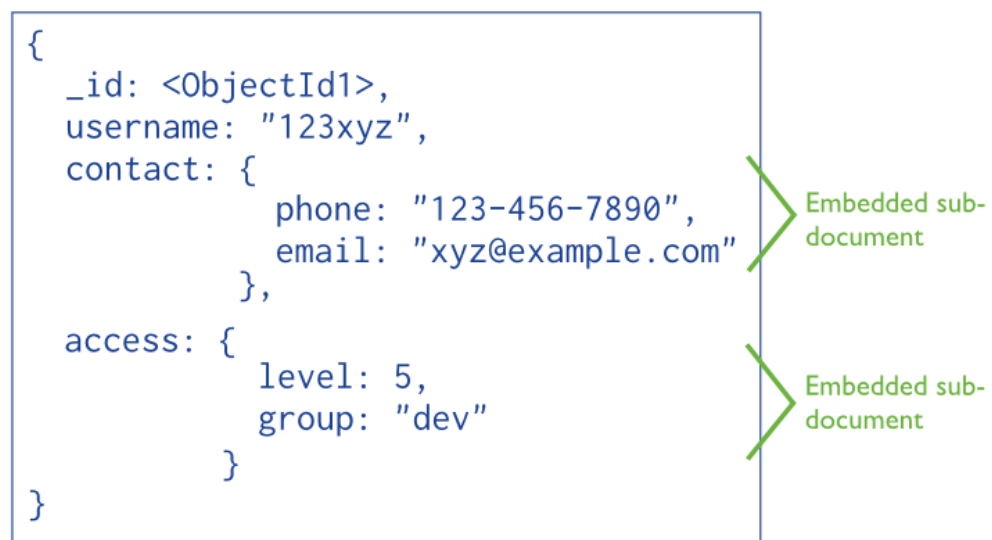 {
_id: <ObjectId1>,
username: "123xyz",
contact: {
phone: "123-456-7890",
email: "xyz@example.com"
},
access: {
level: 5,
group: "dev"
}
}
Embedded sub-
document
Embedded sub-
document